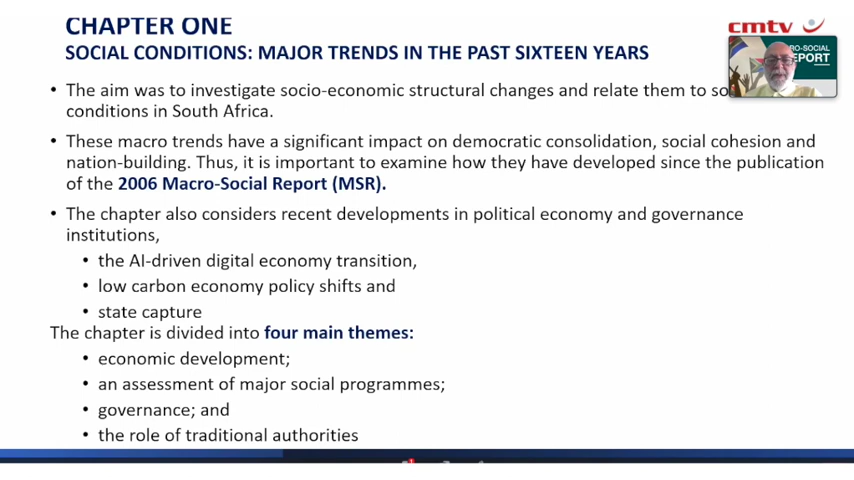 CHAPTER ONE
cmtv
SOCIAL CONDITIONS: MAJOR TRENDS IN THE PAST SIXTEEN YEARS
RO-SOCIAL
EPORT
• The aim was to investigate socio-economic structural changes and relate them to so
conditions in South Africa.
• These macro trends have a significant impact on democratic consolidation, social cohesion and
nation-building. Thus, it is important to examine how they have developed since the publication
of the 2006 Macro-Social Report (MSR).
• The chapter also considers recent developments in political economy and governance
institutions,
• the AI-driven digital economy transition,
• low carbon economy policy shifts and
• state capture
The chapter is divided into four main themes:
• economic development;
• an assessment of major social programmes;
• governance; and
• the role of traditional authorities